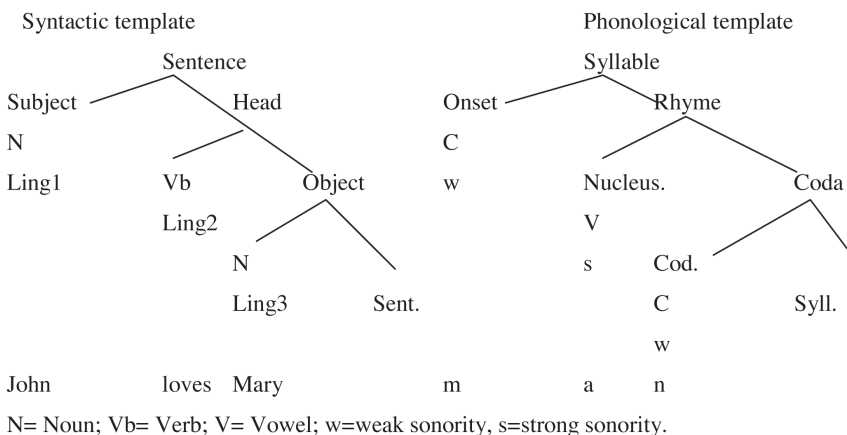 Syntactic template Phonological template
Sentence Syllable
Subject Head Onset Rhyme
N C
Ling1 Vb Object w Nucleus. Coda
Ling2 V
N s Cod.
Ling3 Sent. C Syll.
w
John loves Mary m a n
N= Noun; Vb= Verb; V= Vowel; w=weak sonority, s=strong sonority.